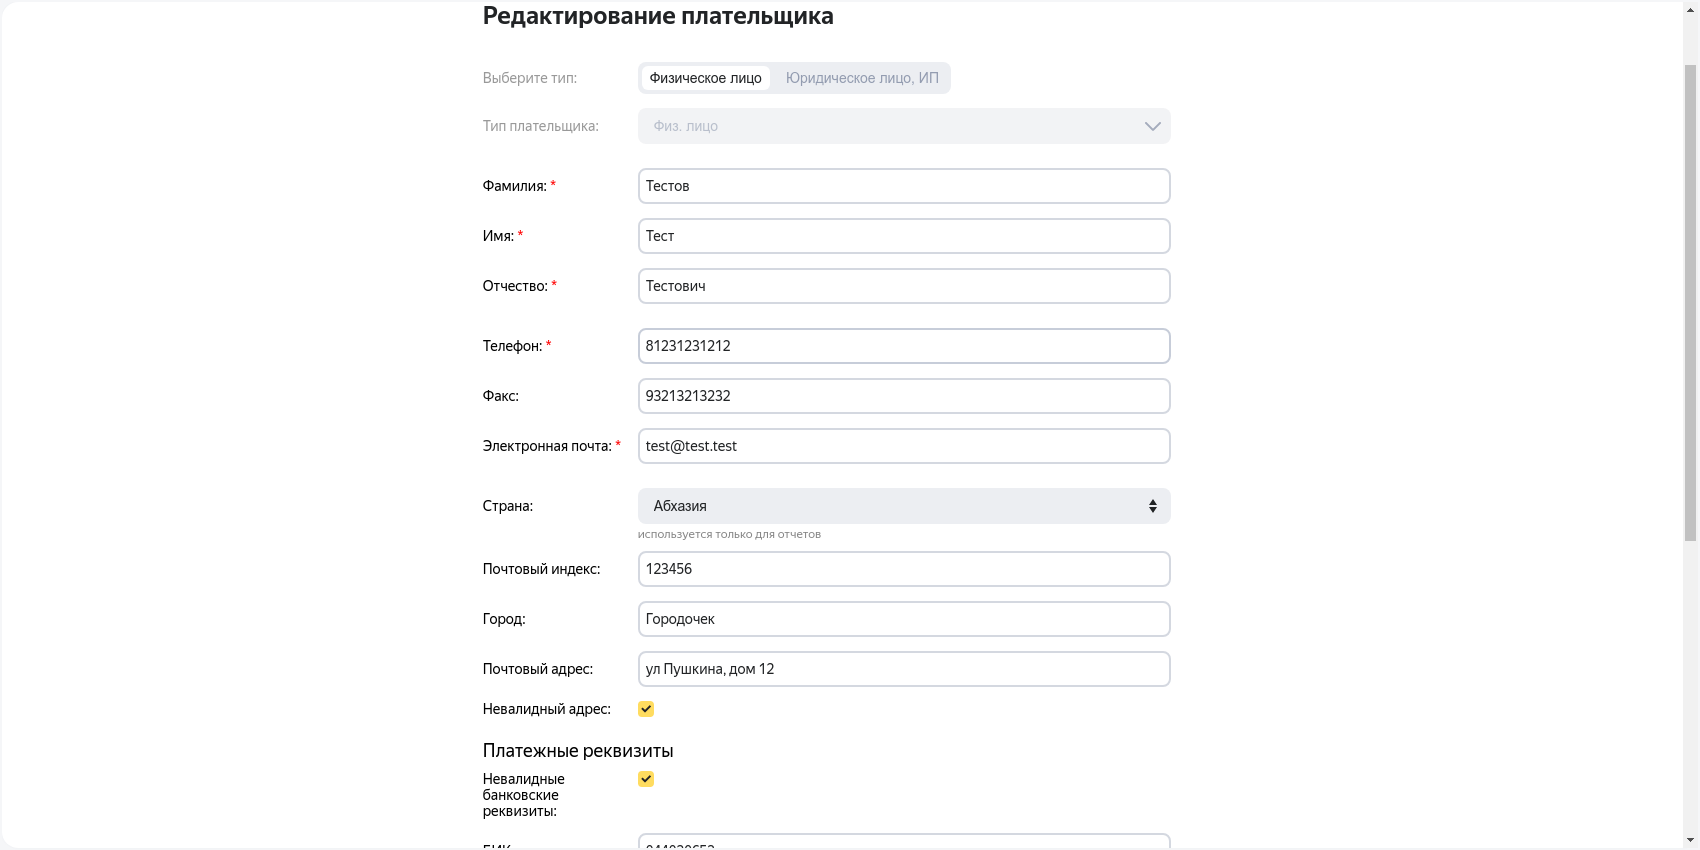 Редактирование плательщика
Выберите тип: Физическое лицо Юридическое лицо, ИП
Тип плательщика: Физ. лицо
Фамилия: * Тестов
Имя: * Тест
Отчество: * Тестович
Телефон: * 81231231212
Факс: 93213213232
Электронная почта: * test@test.test
Страна: Абхазия
используется только для отчетов
Почтовый индекс: 123456
Город: Городочек
Почтовый адрес: ул Пушкина, дом 12
Невалидный адрес:
Платежные реквизиты
Невалидные
банковские
реквизиты: